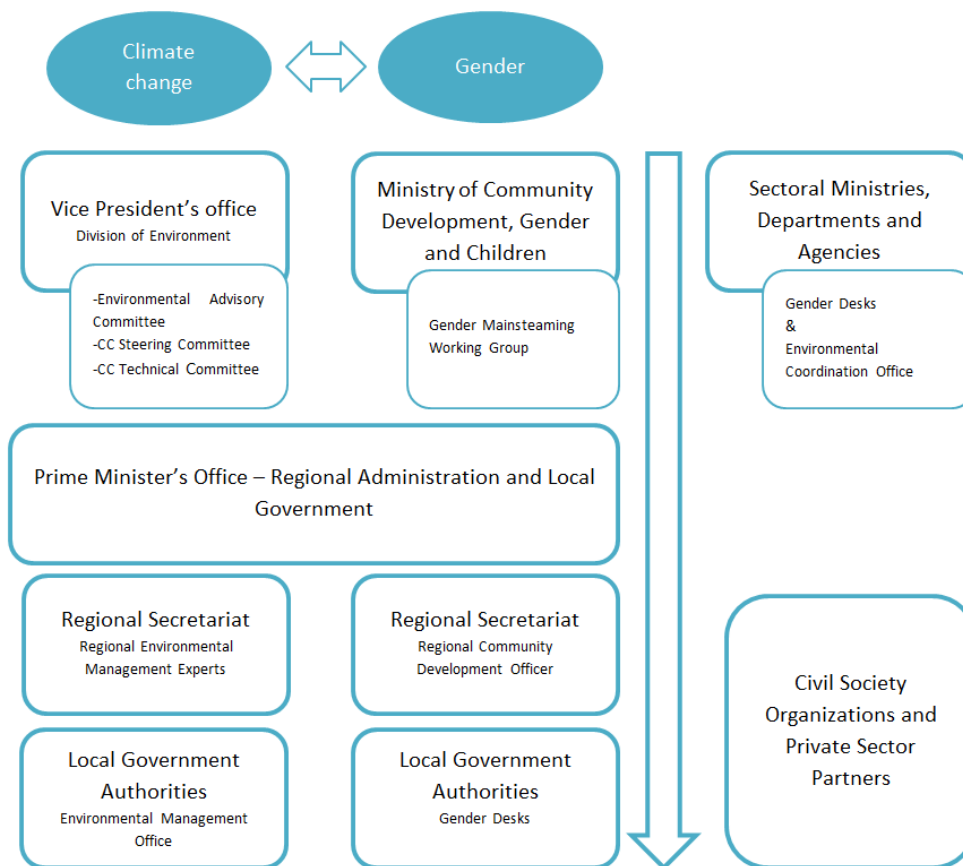 Climate
change
Gender
Vice President’s office
Division of Environment
-Environmental Advisory
Committee
-CC Steering Committee
-CC Technical Committee
Ministry of Community
Development, Gender
and Children
Gender Mainsteaming
Working Group
Sectoral Ministries,
Departments and
Agencies
Gender Desks
&
Environmental
Coordination Office
Prime Minister’s Office – Regional Administration and Local
Government
Regional Secretariat
Regional Environmental
Management Experts
Regional Secretariat
Regional Community
Development Officer
Local Government
Authorities
Environmental Management
Office
Local Government
Authorities
Gender Desks
Civil Society
Organizations and
Private Sector
Partners